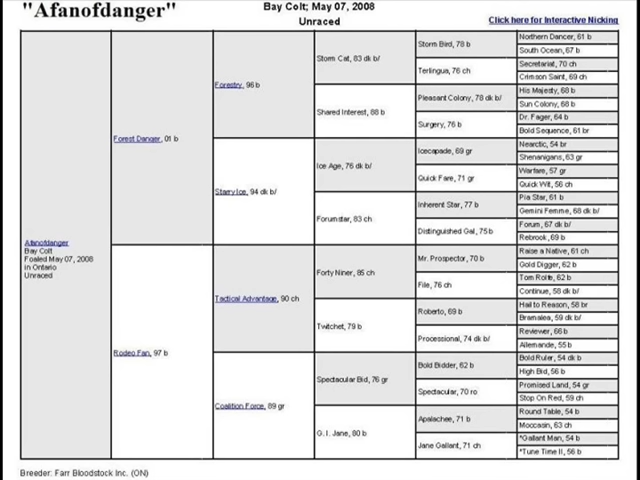 "Afanofdanger"
Bay Colt; May 07, 2008
Unraced
Click here for Interactive Nicking
Afanofdanger
Bay Colt
Foaled May 07, 2008
in Ontario
Unraced
Forest Danger, 01 b
Rodeo Fan, 97 b
Forestry, 96 b
Starry Ice, 94 dk b/
Tactical Advantage, 90 ch
Coalition Force, 89 gr
Storm Cat, 83 dk b/
Shared Interest, 88 b
Ice Age, 76 dk b/
Forumstar, 83 ch
Forty Niner, 85 ch
Twitchet, 79 b
Spectacular Bid, 76 gr
G. I. Jane, 80 b
Storm Bird, 78 b
Terlingua, 76 ch
Pleasant Colony, 78 dk b/
Surgery, 76 b
Icecapade, 69 gr
Quick Fare, 71 gr
Inherent Star, 77 b
Distinguished Gal, 75 b
Mr. Prospector, 70 b
File, 76 ch
Roberto, 69 b
Processional, 74 dk b/
Bold Bidder, 62 b
Spectacular, 70 ro
Apalachee, 71 b
Jane Gallant, 71 ch
Northern Dancer, 61 b
South Ocean, 67 b
Secretariat, 70 ch
Crimson Saint, 69 ch
His Majesty, 68 b
Sun Colony, 68 b
Dr. Fager, 64 b
Bold Sequence, 61 br
Nearctic, 54 br
Shenanigans, 63 gr
Warfare, 57 gr
Quick Wit, 56 ch
Pia Star, 61 b
Gemini Femme, 68 dk b/
Forum, 67 dk b/
Rebrook, 69 b
Raise a Native, 61 ch
Gold Digger, 62 b
Tom Rolfe, 62 b
Continue, 58 dk b/
Hail to Reason, 58 br
Bramalea, 59 dk b/
Reviewer, 66 b
Allemande, 55 b
Bold Ruler, 54 dk b
High Bid, 56 b
Promised Land, 54 gr
Stop On Red, 59 ch
Round Table, 54 b
Moccasin, 63 ch
*Gallant Man, 54 b
*Tune Time II, 56 b
Breeder: Farr Bloodstock Inc. (ON)